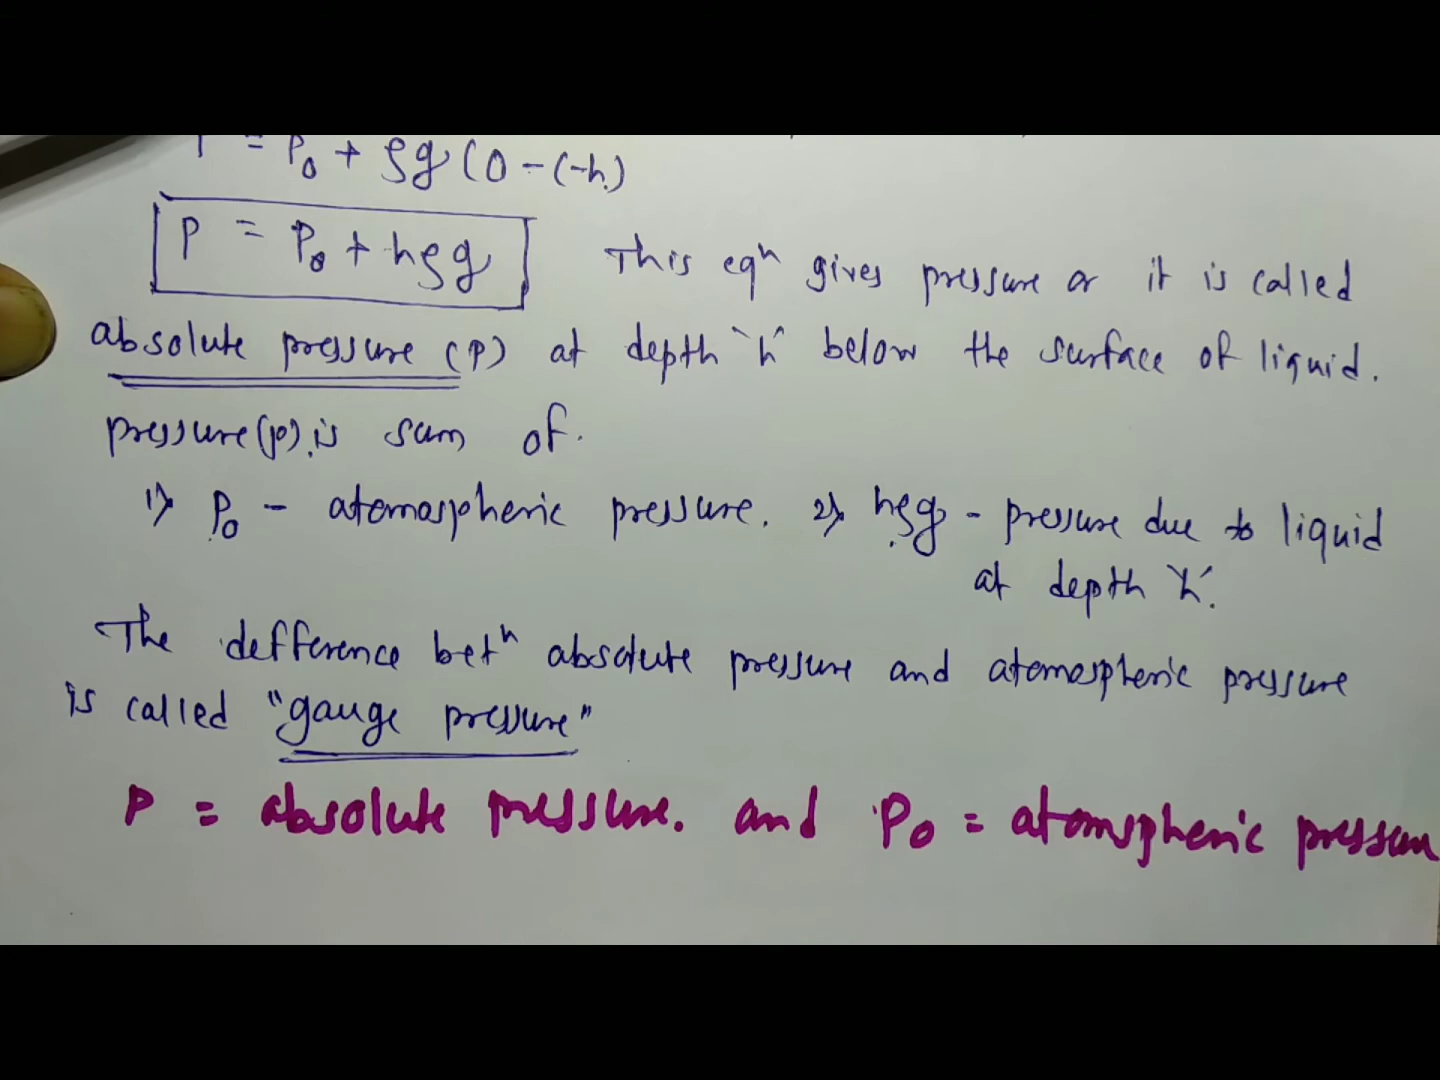 P = P₀ + ρg (0 - (-h)
P = P₀ + hρg This eqⁿ gives pressure or it is called
absolute pressure (P) at depth 'h' below the surface of liquid.
pressure (p) is sum of.
1) P₀ - atomaspheric pressure. 2) hρg - pressure due to liquid
at depth 'h'.
The defference betⁿ absolute pressure and atomospheric pressure
is called "gauge pressure"
P = absolute pressure. and P₀ = atomspheric pressure